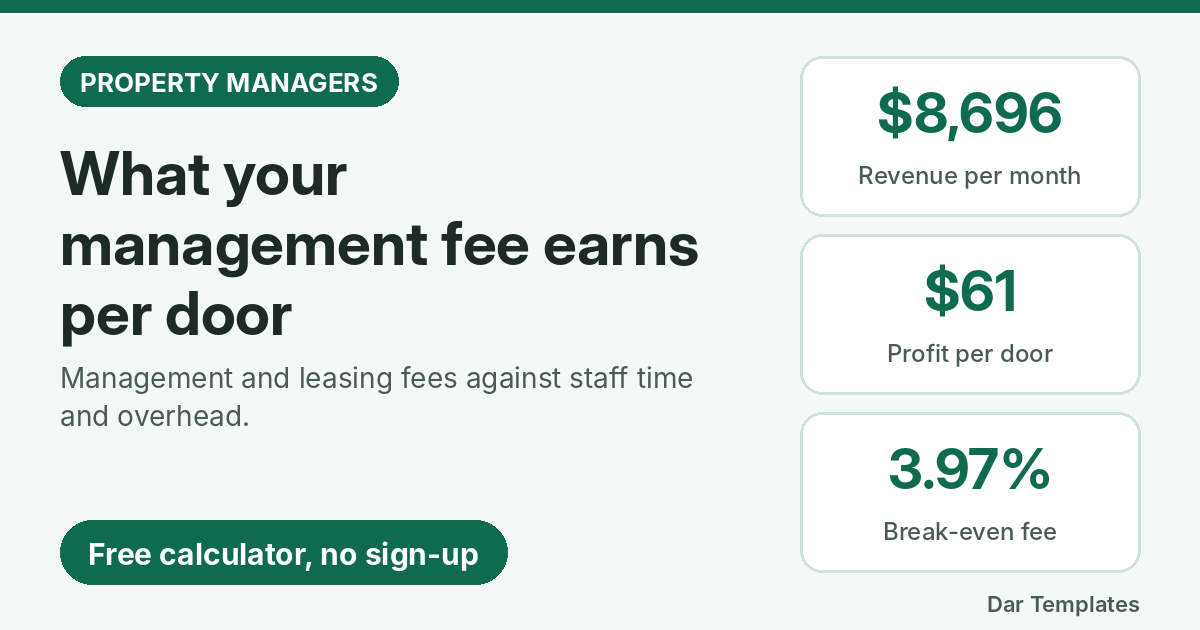 PROPERTY MANAGERS
What your
management fee earns
per door
Management and leasing fees against staff time
and overhead.
Free calculator, no sign-up
$8,696
Revenue per month
$61
Profit per door
3.97%
Break-even fee
Dar Templates